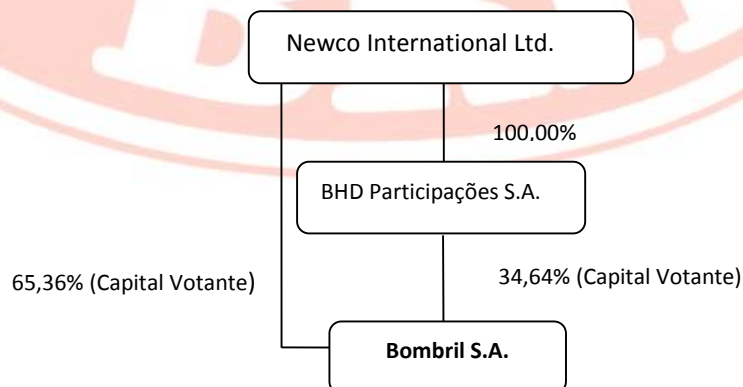 Newco International Ltd.
100,00%
BHD Participações S.A.
65,36% (Capital Votante)
34,64% (Capital Votante)
Bombril S.A.